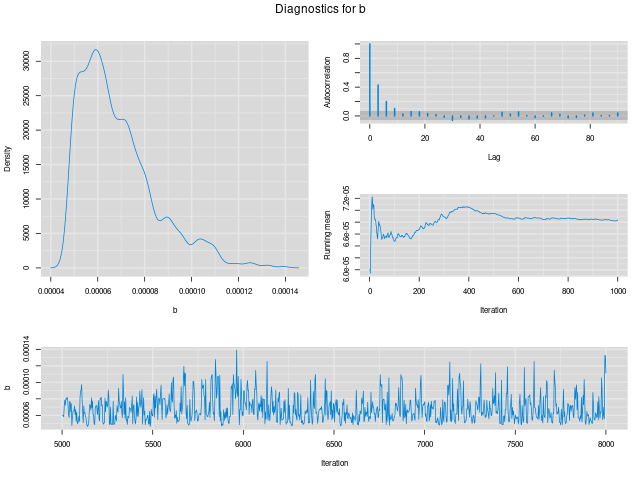 Diagnostics for b
Density
0 5000 10000 15000 20000 25000 30000
0.00004 0.00006 0.00008 0.00010 0.00012 0.00014
b
Autocorrelation
0.0 0.4 0.8
0 20 40 60 80
Lag
Running mean
6.0e-05 6.6e-05 7.2e-05
0 200 400 600 800 1000
Iteration
b
0.00006 0.00010 0.00014
5000 5500 6000 6500 7000 7500 8000
Iteration